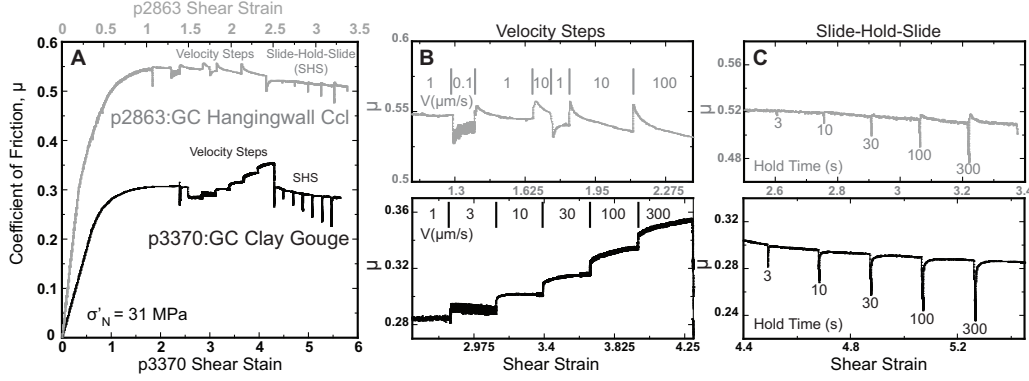 p2863 Shear Strain
0 0.5 1 1.5 2 2.5 3 3.5
Velocity Steps
Slide-Hold-Slide
0.6
0.5
0.4
0.3
0.2
0.1
0
Coefficient of Friction, μ
A
Velocity Steps
Slide-Hold-Slide
(SHS)
p2863:GC Hangingwall Ccl
Velocity Steps
SHS
p3370:GC Clay Gouge
σ'N = 31 MPa
0 1 2 3 4 5 6
p3370 Shear Stain
B
0.6
0.55
0.5
μ
1 0.1 1 10 1 10 100
V(μm/s)
1.3 1.625 1.95 2.275
0.36
0.32
0.28
μ
1 3 10 30 100 300
V(μm/s)
2.975 3.4 3.825 4.25
Shear Strain
C
0.56
0.52
0.48
μ
3 10 30 100 300
Hold Time (s)
2.6 2.8 3 3.2 3.4
0.32
0.28
0.24
μ
3 10 30 100 300
Hold Time (s)
4.4 4.8 5.2
Shear Strain